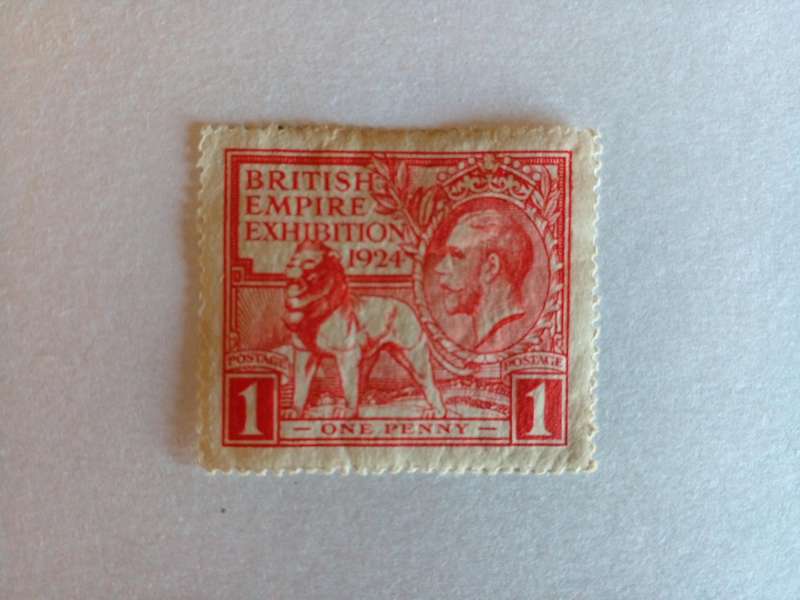 BRITISH
EMPIRE
EXHIBITION
1924
POSTAGE POSTAGE
1 - ONE PENNY - 1